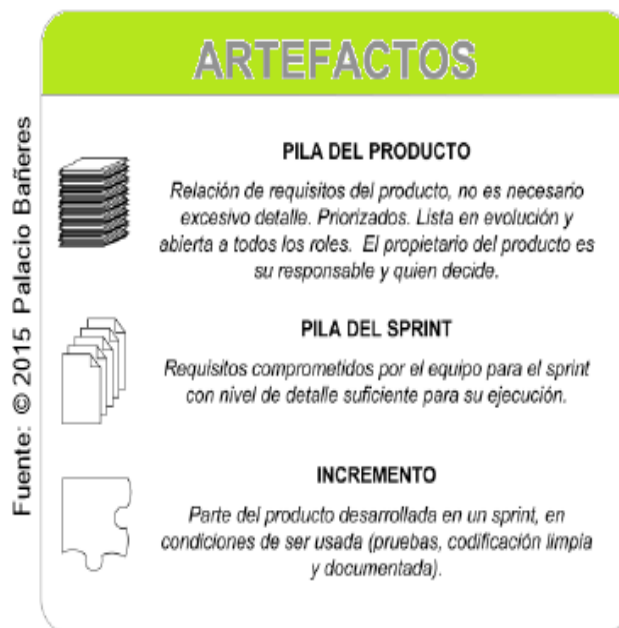 ARTEFACTOS
PILA DEL PRODUCTO
Relación de requisitos del producto, no es necesario
excesivo detalle. Priorizados. Lista en evolución y
abierta a todos los roles. El propietario del producto es
su responsable y quien decide.
PILA DEL SPRINT
Requisitos comprometidos por el equipo para el sprint
con nivel de detalle suficiente para su ejecución.
INCREMENTO
Parte del producto desarrollada en un sprint, en
condiciones de ser usada (pruebas, codificación limpia
y documentada).
Fuente: © 2015 Palacio Bañeres